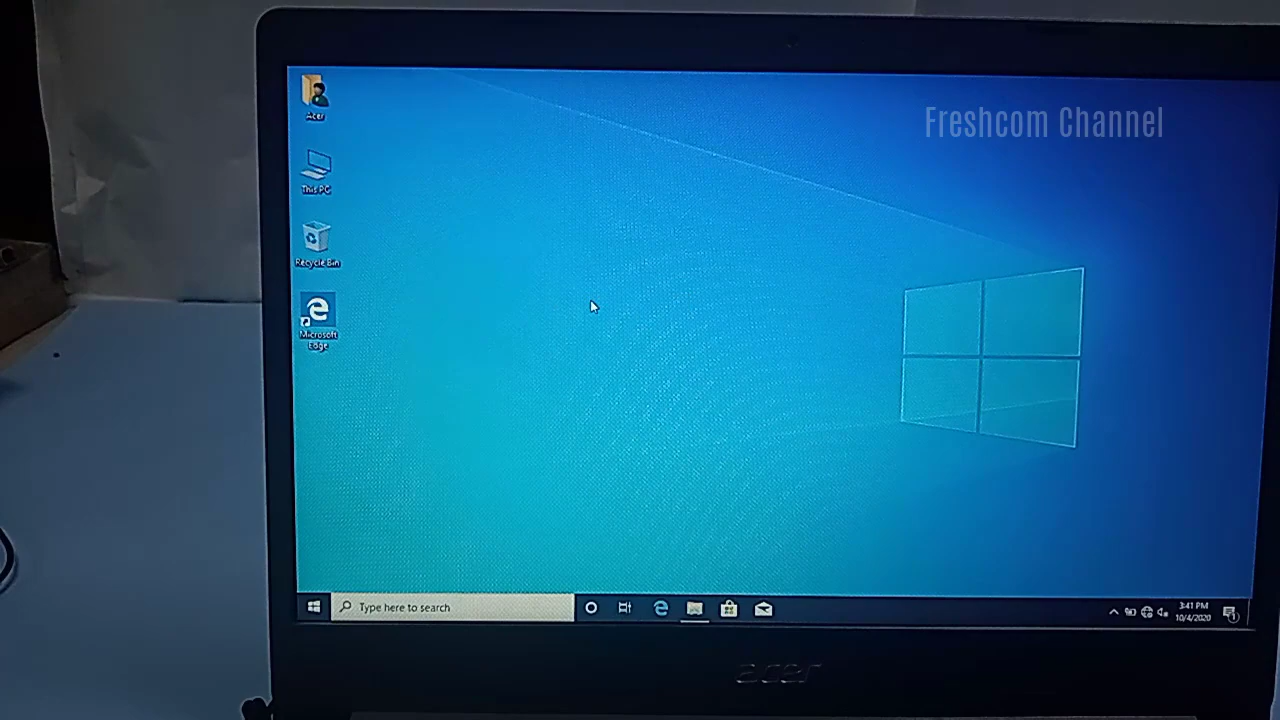 Freshcom Channel
Acer
This PC
Recycle Bin
Microsoft
Edge
Type here to search
3:41 PM
10/4/2020
1
acer